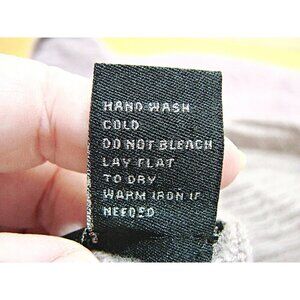 HAND WASH
COLD
DO NOT BLEACH
LAY FLAT
TO DRY
WARM IRON IF
NEEDED